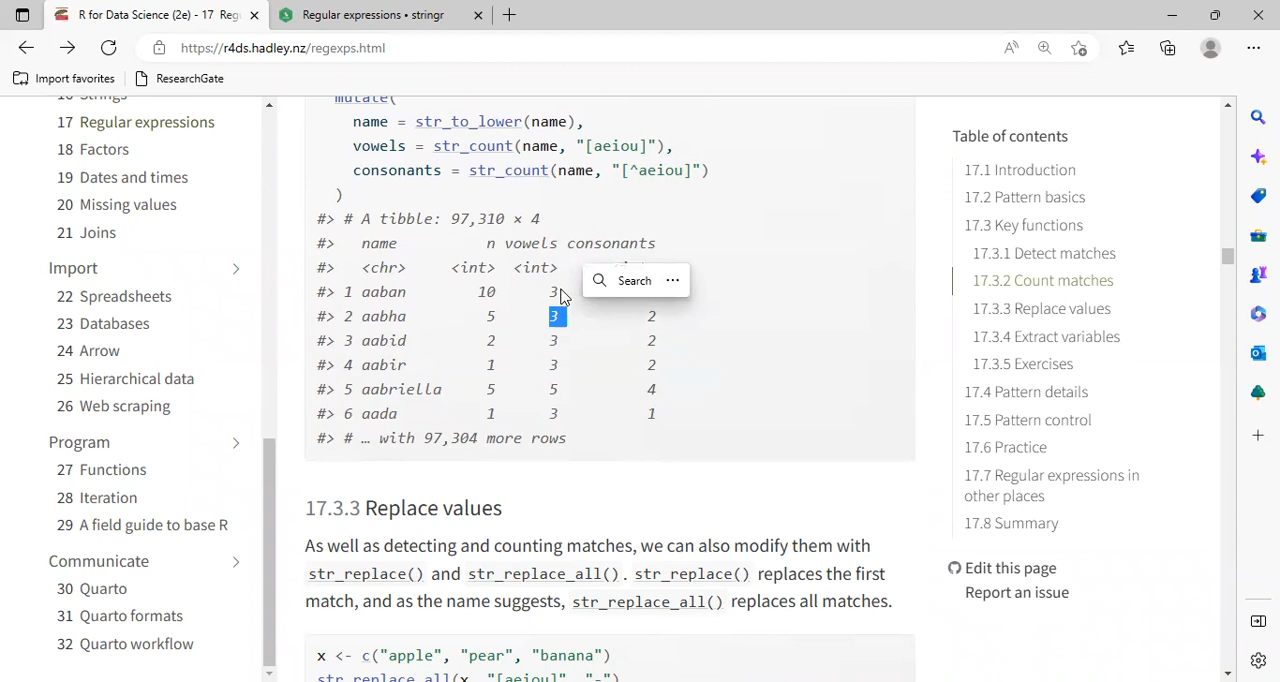 R for Data Science (2e) - 17 Reg
Regular expressions • stringr
https://r4ds.hadley.nz/regexps.html
Import favorites
ResearchGate
16 Strings
17 Regular expressions
18 Factors
19 Dates and times
20 Missing values
21 Joins
Import
22 Spreadsheets
23 Databases
24 Arrow
25 Hierarchical data
26 Web scraping
Program
27 Functions
28 Iteration
29 A field guide to base R
Communicate
30 Quarto
31 Quarto formats
32 Quarto workflow
mutate(
name = str_to_lower(name),
vowels = str_count(name, "[aeiou]"),
consonants = str_count(name, "[^aeiou]")
)
#> # A tibble: 97,310 × 4
#> name n vowels consonants
#> <chr> <int> <int>
#> 1 aaban 10 3
#> 2 aabha 5 3 2
#> 3 aabid 2 3 2
#> 4 aabir 1 3 2
#> 5 aabriella 5 5 4
#> 6 aada 1 3 1
#> # … with 97,304 more rows
Search
17.3.3 Replace values
As well as detecting and counting matches, we can also modify them with
str_replace() and str_replace_all(). str_replace() replaces the first
match, and as the name suggests, str_replace_all() replaces all matches.
x <- c("apple", "pear", "banana")
str_replace_all(x, "[aeiou]", "-")
Table of contents
17.1 Introduction
17.2 Pattern basics
17.3 Key functions
17.3.1 Detect matches
17.3.2 Count matches
17.3.3 Replace values
17.3.4 Extract variables
17.3.5 Exercises
17.4 Pattern details
17.5 Pattern control
17.6 Practice
17.7 Regular expressions in
other places
17.8 Summary
Edit this page
Report an issue